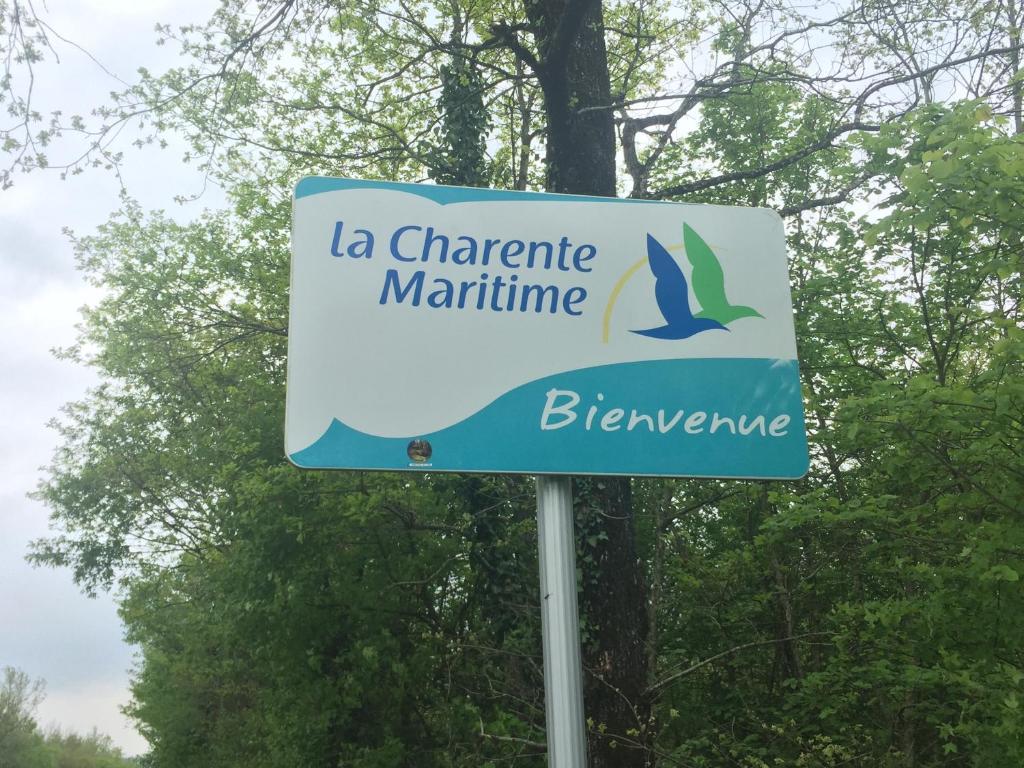 La Charente
Maritime
Bienvenue